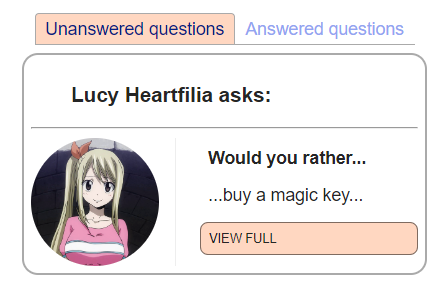 Unanswered questions Answered questions
Lucy Heartfilia asks:
Would you rather...
...buy a magic key...
VIEW FULL